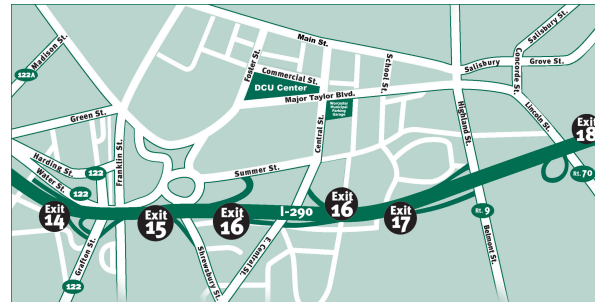 Madison St.
122A
Foster St.
Main St.
School St.
Commercial St.
DCU Center
Major Taylor Blvd.
Worcester
Municipal
Parking
Garage
Salisbury St.
Salisbury
Grove St.
Concorde St.
Lincoln St.
Highland St.
Green St.
Central St.
Franklin St.
Harding St.
122
Water St.
122
Summer St.
Exit
18
Rt. 70
Exit
14
Exit
15
Exit
16
I-290
Exit
16
Exit
17
Rt. 9
Grafton St.
122
Shrewsbury St.
E. Central St.
Belmont St.